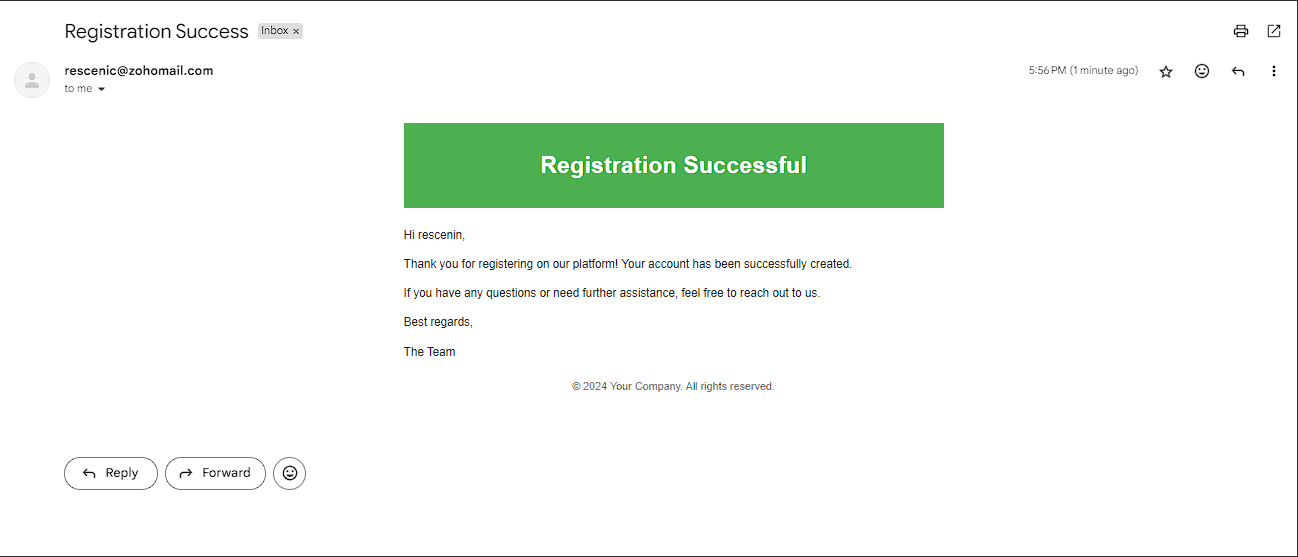 Registration Success Inbox ×
rescenic@zohomail.com 5:56 PM (1 minute ago)
to me
Registration Successful
Hi rescenin,
Thank you for registering on our platform! Your account has been successfully created.
If you have any questions or need further assistance, feel free to reach out to us.
Best regards,
The Team
© 2024 Your Company. All rights reserved.
Reply Forward